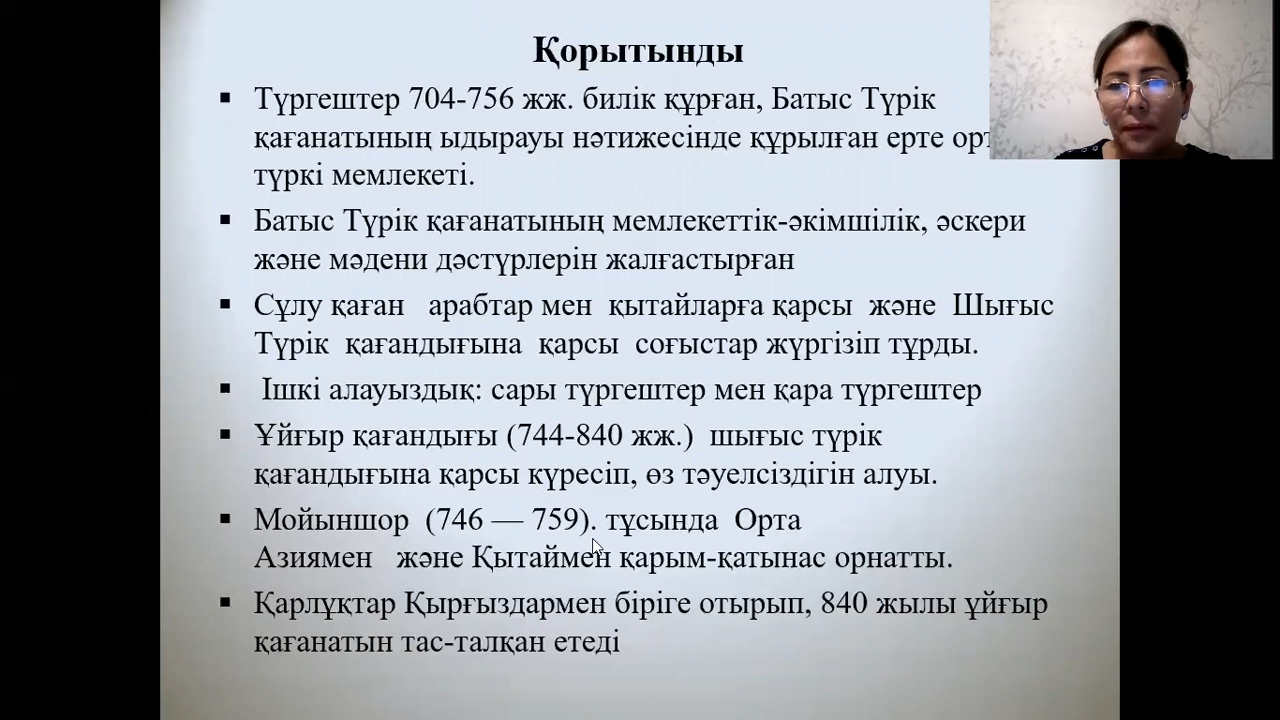 Қорытынды
▪ Түргештер 704-756 жж. билік құрған, Батыс Түрік
қағанатының ыдырауы нәтижесінде құрылған ерте
түркі мемлекеті.
▪ Батыс Түрік қағанатының мемлекеттік-әкімшілік, әскери
және мәдени дәстүрлерін жалғастырған
▪ Сұлу қаған арабтар мен қытайларға қарсы және Шығыс
Түрік қағандығына қарсы соғыстар жүргізіп тұрды.
▪ Ішкі алауыздық: сары түргештер мен қара түргештер
▪ Ұйғыр қағандығы (744-840 жж.) шығыс түрік
қағандығына қарсы күресіп, өз тәуелсіздігін алуы.
▪ Мойыншор (746 — 759). тұсында Орта
Азиямен және Қытаймен қарым-қатынас орнатты.
▪ Қарлұқтар Қырғыздармен біріге отырып, 840 жылы ұйғыр
қағанатын тас-талқан етеді